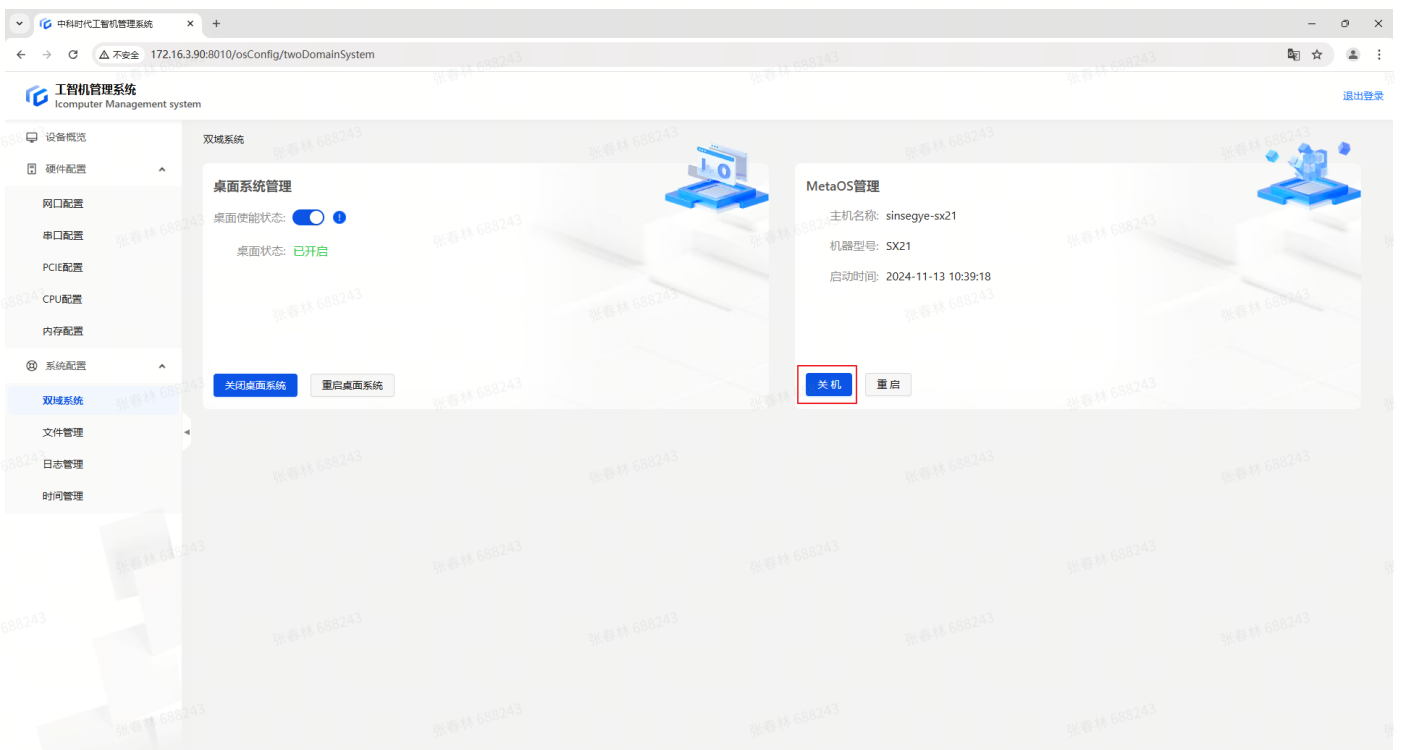 中科时代工智机管理系统
不安全 172.16.3.90:8010/osConfig/twoDomainSystem
工智机管理系统
Icomputer Management system
退出登录
设备概览
硬件配置
网口配置
串口配置
PCIE配置
CPU配置
内存配置
系统配置
双域系统
文件管理
日志管理
时间管理
双域系统
桌面系统管理
桌面使能状态:
桌面状态: 已开启
关闭桌面系统
重启桌面系统
MetaOS管理
主机名称: sinsegye-sx21
机器型号: SX21
启动时间: 2024-11-13 10:39:18
关机
重启
张春林 688243